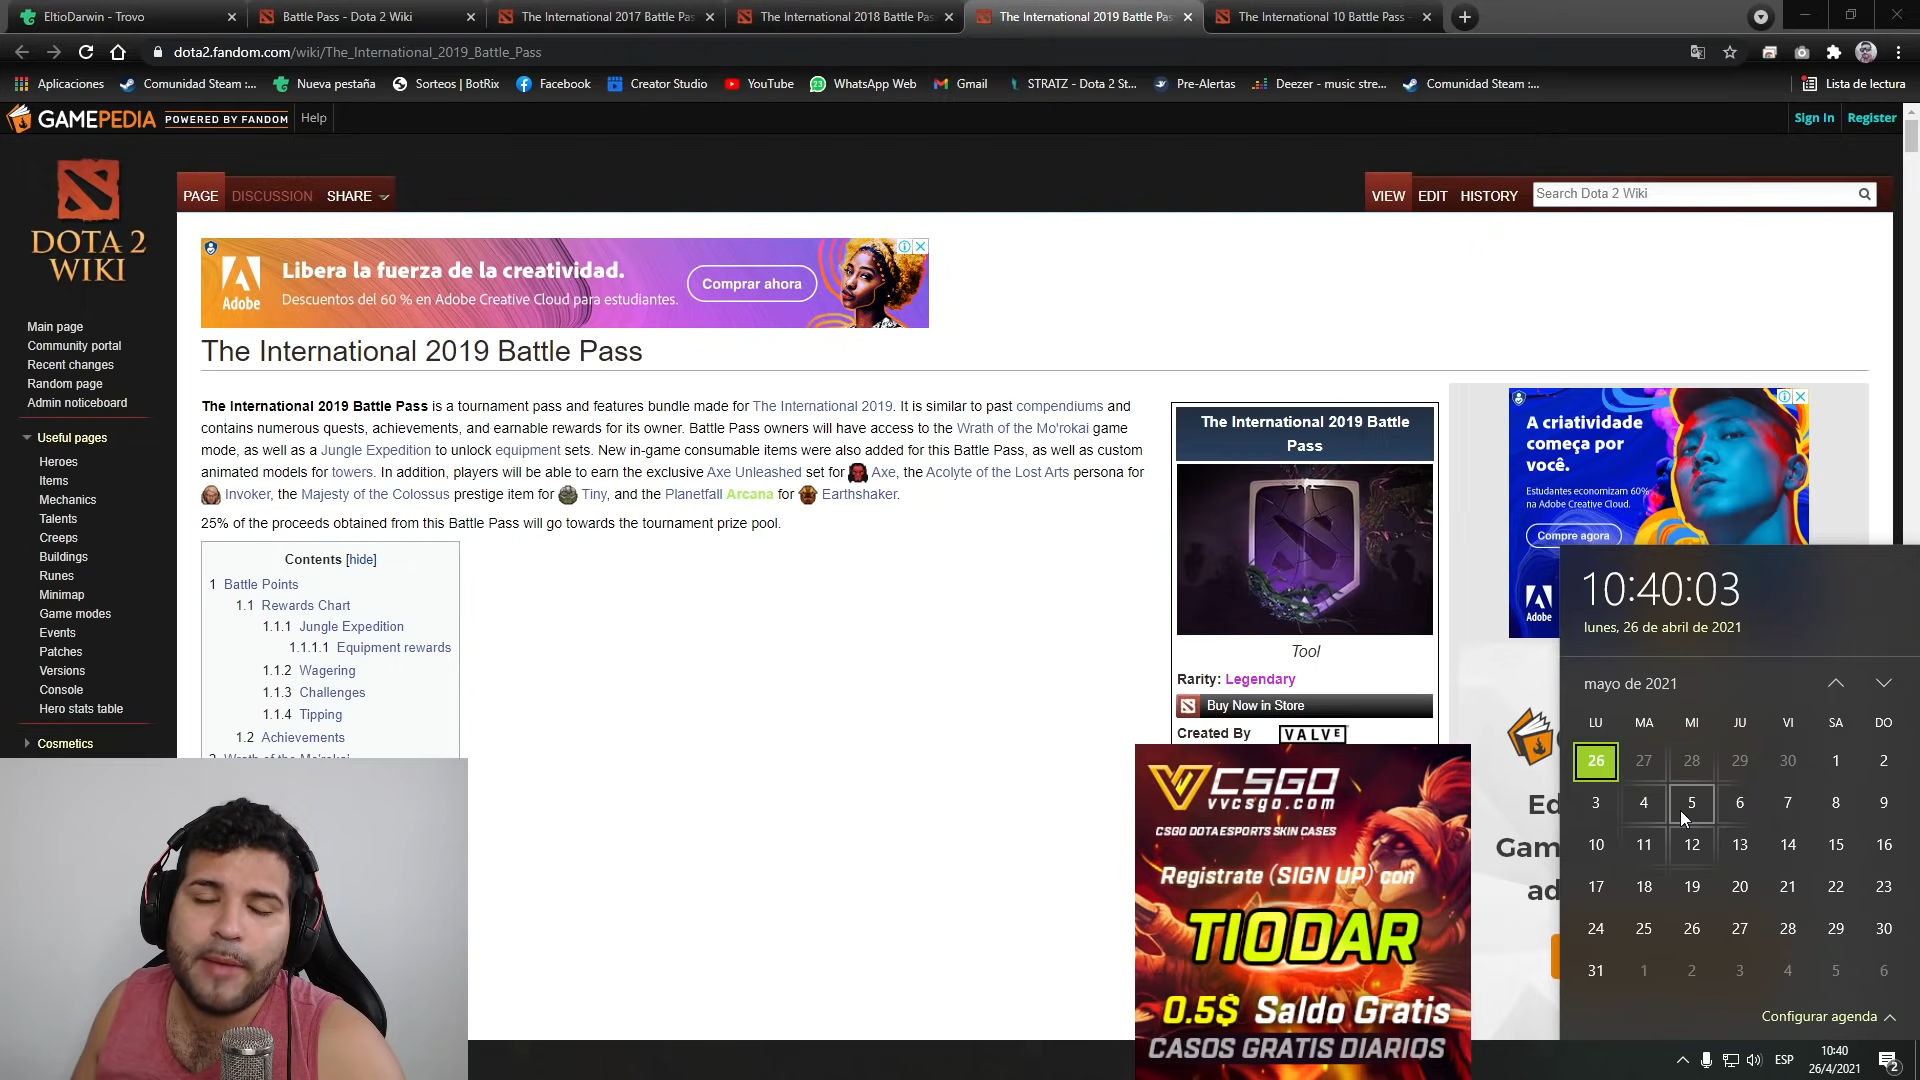 EltioDarwin - Trovo
Battle Pass - Dota 2 Wiki
The International 2017 Battle Pas
The International 2018 Battle Pas
The International 2019 Battle Pas
The International 10 Battle Pass
dota2.fandom.com/wiki/The_International_2019_Battle_Pass
Aplicaciones
Comunidad Steam :...
Nueva pestaña
Sorteos | BotRix
Facebook
Creator Studio
YouTube
WhatsApp Web
Gmail
STRATZ - Dota 2 St...
Pre-Alertas
Deezer - music stre...
Comunidad Steam :...
Lista de lectura
GAMEPEDIA POWERED BY FANDOM
Help
Sign In
Register
DOTA 2
WIKI
PAGE
DISCUSSION
SHARE
VIEW
EDIT
HISTORY
Search Dota 2 Wiki
Adobe
Libera la fuerza de la creatividad.
Descuentos del 60 % en Adobe Creative Cloud para estudiantes.
Comprar ahora
Main page
Community portal
Recent changes
Random page
Admin noticeboard
Useful pages
Heroes
Items
Mechanics
Talents
Creeps
Buildings
Runes
Minimap
Game modes
Events
Patches
Versions
Console
Hero stats table
Cosmetics
The International 2019 Battle Pass
The International 2019 Battle Pass is a tournament pass and features bundle made for The International 2019. It is similar to past compendiums and
contains numerous quests, achievements, and earnable rewards for its owner. Battle Pass owners will have access to the Wrath of the Mo'rokai game
mode, as well as a Jungle Expedition to unlock equipment sets. New in-game consumable items were also added for this Battle Pass, as well as custom
animated models for towers. In addition, players will be able to earn the exclusive Axe Unleashed set for Axe, the Acolyte of the Lost Arts persona for
Invoker, the Majesty of the Colossus prestige item for Tiny, and the Planetfall Arcana for Earthshaker.
25% of the proceeds obtained from this Battle Pass will go towards the tournament prize pool.
Contents [hide]
1 Battle Points
1.1 Rewards Chart
1.1.1 Jungle Expedition
1.1.1.1 Equipment rewards
1.1.2 Wagering
1.1.3 Challenges
1.1.4 Tipping
1.2 Achievements
2 Wrath of the Mo'rokai
The International 2019 Battle
Pass
Tool
Rarity: Legendary
Buy Now in Store
Created By VALVE
A criatividade
começa por
você.
Estudantes economizam 60%
na Adobe Creative Cloud.
Compre agora
Adobe
Ed
Gam
ad
CSGO
vvcsgo.com
CSGO DOTA ESPORTS SKIN CASES
Registrate (SIGN UP) con
TIODAR
0.5$ Saldo Gratis
CASOS GRATIS DIARIOS
10:40:03
lunes, 26 de abril de 2021
mayo de 2021
LU MA MI JU VI SA DO
26 27 28 29 30 1 2
3 4 5 6 7 8 9
10 11 12 13 14 15 16
17 18 19 20 21 22 23
24 25 26 27 28 29 30
31 1 2 3 4 5 6
Configurar agenda
ESP
10:40
26/4/2021
2